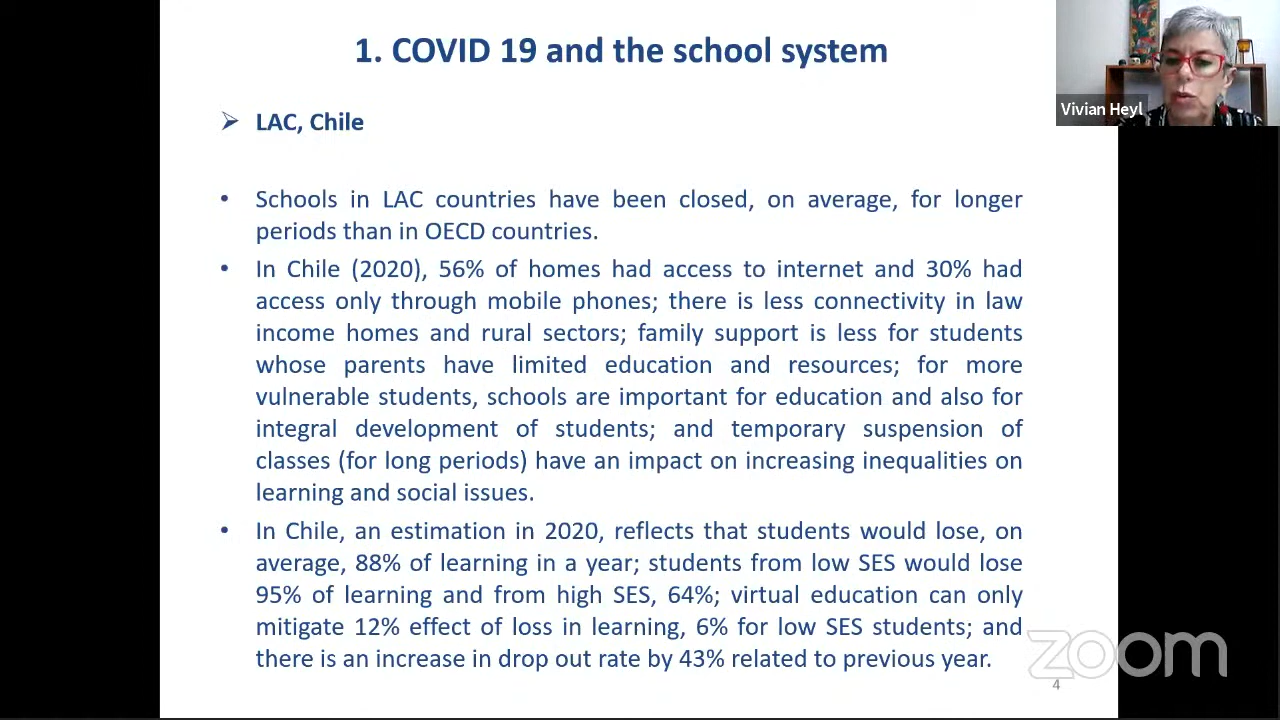 1. COVID 19 and the school system
Vivian Heyl
➢ LAC, Chile
• Schools in LAC countries have been closed, on average, for longer
periods than in OECD countries.
• In Chile (2020), 56% of homes had access to internet and 30% had
access only through mobile phones; there is less connectivity in law
income homes and rural sectors; family support is less for students
whose parents have limited education and resources; for more
vulnerable students, schools are important for education and also for
integral development of students; and temporary suspension of
classes (for long periods) have an impact on increasing inequalities on
learning and social issues.
• In Chile, an estimation in 2020, reflects that students would lose, on
average, 88% of learning in a year; students from low SES would lose
95% of learning and from high SES, 64%; virtual education can only
mitigate 12% effect of loss in learning, 6% for low SES students; and
there is an increase in drop out rate by 43% related to previous year.
zoom
4